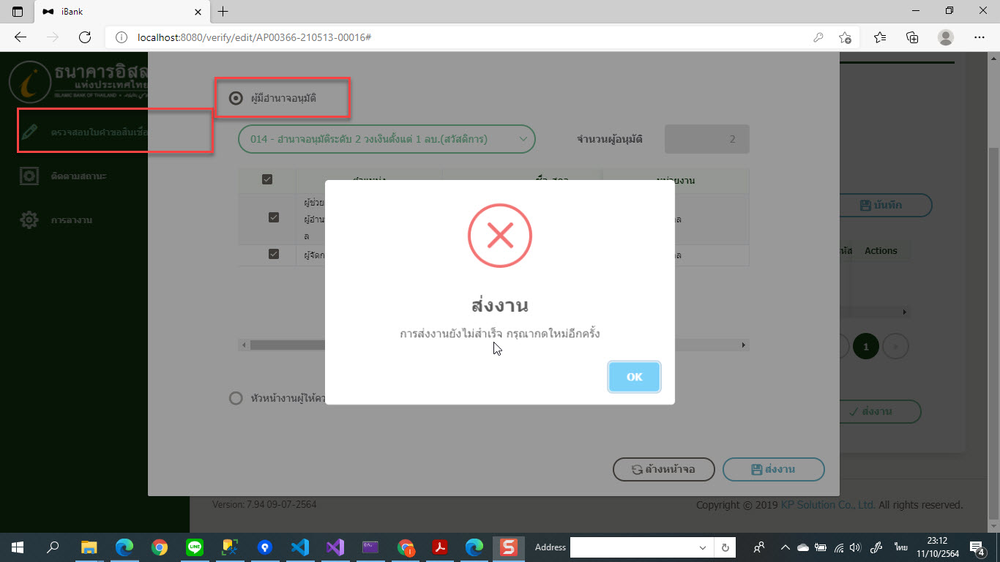 iBank
localhost:8080/verify/edit/AP00366-210513-00016#
ธนาคารอิสล
แห่งประเทศไทย
ISLAMIC BANK OF THAILAND
ผู้มีอำนาจอนุมัติ
ตรวจสอบใบคำขอสินเชื่อ
014 - อำนาจอนุมัติระดับ 2 วงเงินตั้งแต่ 1 ลบ.(สวัสดิการ)
จำนวนผู้อนุมัติ
2
ติดตามสถานะ
ตำแหน่ง ชื่อ-สกุล หน่วยงาน
ผู้ช่วย
ผู้อำน
ล
ล
บันทึก
การลางาน
ผู้จัดก
ล
หัส Actions
ส่งงาน
การส่งงานยังไม่สำเร็จ กรุณากดใหม่อีกครั้ง
1
»
OK
หัวหน้างานผู้ให้คว
ส่งงาน
ล้างหน้าจอ
ส่งงาน
Version: 7.94 09-07-2564
Copyright © 2019 KP Solution Co., Ltd. All rights reserved.
Address
ไทย
23:12
11/10/2564
4